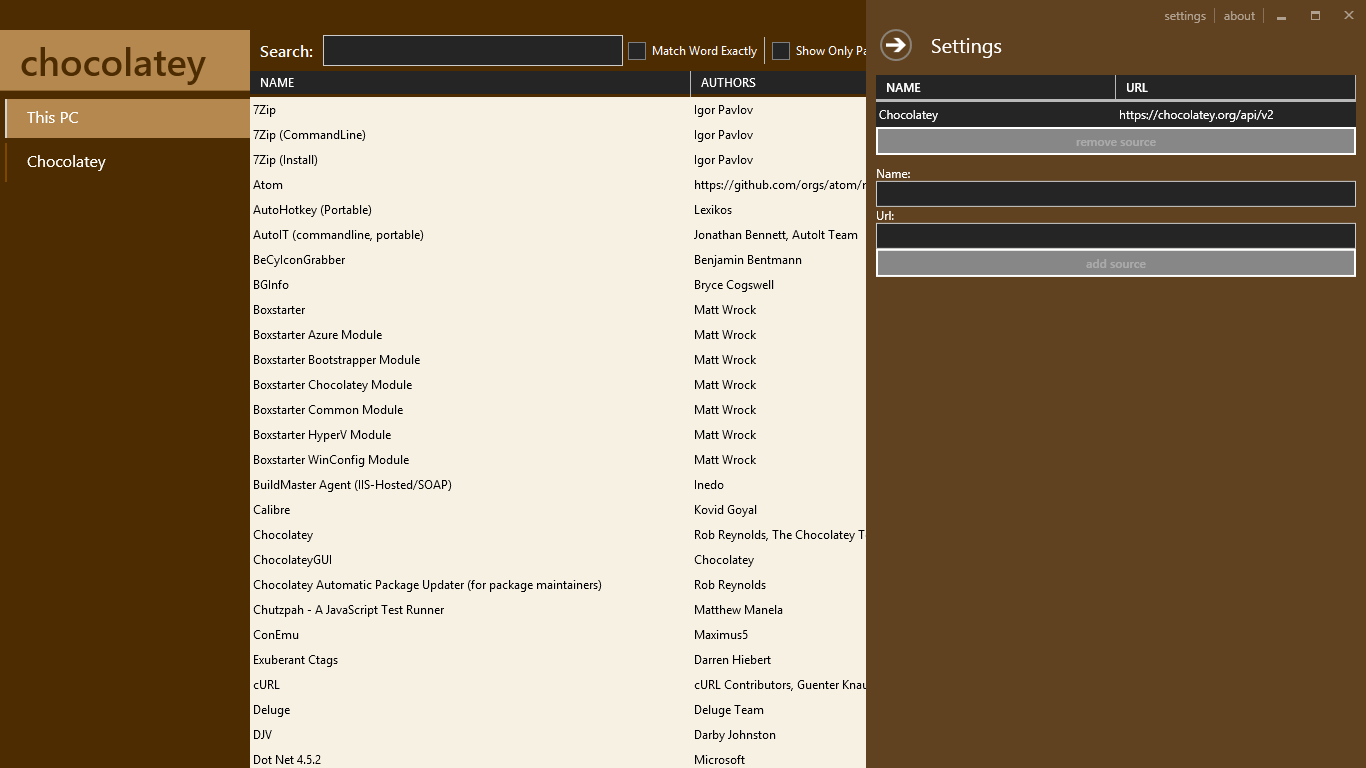 settings about
chocolatey
This PC
Chocolatey
Search: Match Word Exactly Show Only Pa
NAME AUTHORS
7Zip Igor Pavlov
7Zip (CommandLine) Igor Pavlov
7Zip (Install) Igor Pavlov
Atom https://github.com/orgs/atom/
AutoHotkey (Portable) Lexikos
AutoIT (commandline, portable) Jonathan Bennett, AutoIt Team
BeCyIconGrabber Benjamin Bentmann
BGInfo Bryce Cogswell
Boxstarter Matt Wrock
Boxstarter Azure Module Matt Wrock
Boxstarter Bootstrapper Module Matt Wrock
Boxstarter Chocolatey Module Matt Wrock
Boxstarter Common Module Matt Wrock
Boxstarter HyperV Module Matt Wrock
Boxstarter WinConfig Module Matt Wrock
BuildMaster Agent (IIS-Hosted/SOAP) Inedo
Calibre Kovid Goyal
Chocolatey Rob Reynolds, The Chocolatey T
ChocolateyGUI Chocolatey
Chocolatey Automatic Package Updater (for package maintainers) Rob Reynolds
Chutzpah - A JavaScript Test Runner Matthew Manela
ConEmu Maximus5
Exuberant Ctags Darren Hiebert
cURL cURL Contributors, Guenter Knau
Deluge Deluge Team
DJV Darby Johnston
Dot Net 4.5.2 Microsoft
Settings
NAME URL
Chocolatey https://chocolatey.org/api/v2
remove source
Name:
Url:
add source